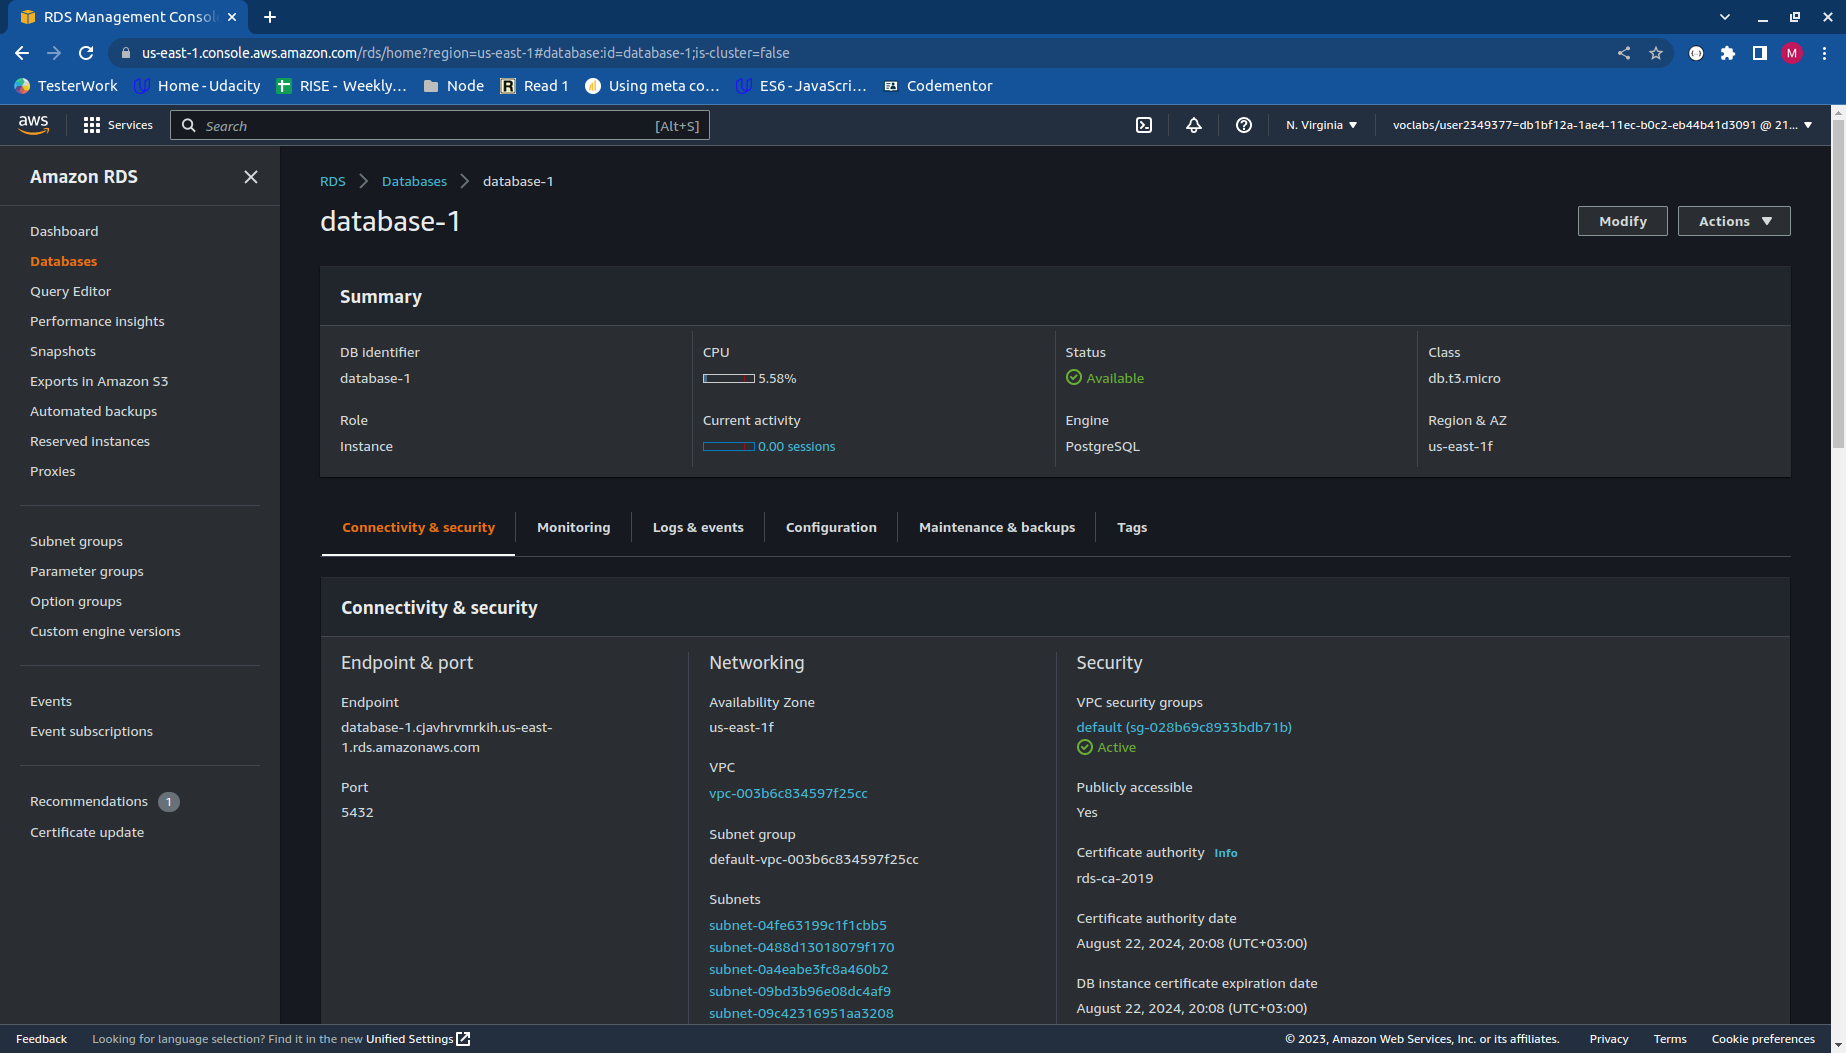 RDS Management Consol
us-east-1.console.aws.amazon.com/rds/home?region=us-east-1#database:id=database-1;is-cluster=false
M
TesterWork
Home - Udacity
RISE - Weekly...
Node
R Read 1
Using meta co...
ES6 - JavaScri...
Codementor
aws
Services
Search
[Alt+S]
N. Virginia
voclabs/user2349377=db1bf12a-1ae4-11ec-b0c2-eb44b41d3091 @ 21...
Amazon RDS
Dashboard
Databases
Query Editor
Performance insights
Snapshots
Exports in Amazon S3
Automated backups
Reserved instances
Proxies
Subnet groups
Parameter groups
Option groups
Custom engine versions
Events
Event subscriptions
Recommendations 1
Certificate update
RDS
Databases
database-1
database-1
Modify
Actions
Summary
DB identifier
database-1
CPU
5.58%
Status
Available
Class
db.t3.micro
Role
Instance
Current activity
0.00 sessions
Engine
PostgreSQL
Region & AZ
us-east-1f
Connectivity & security
Monitoring
Logs & events
Configuration
Maintenance & backups
Tags
Connectivity & security
Endpoint & port
Endpoint
database-1.cjavhrvmrkih.us-east-
1.rds.amazonaws.com
Port
5432
Networking
Availability Zone
us-east-1f
VPC
vpc-003b6c834597f25cc
Subnet group
default-vpc-003b6c834597f25cc
Subnets
subnet-04fe63199c1f1cbb5
subnet-0488d13018079f170
subnet-0a4eabe3fc8a460b2
subnet-09bd3b96e08dc4af9
subnet-09c42316951aa3208
Security
VPC security groups
default (sg-028b69c8933bdb71b)
Active
Publicly accessible
Yes
Certificate authority Info
rds-ca-2019
Certificate authority date
August 22, 2024, 20:08 (UTC+03:00)
DB instance certificate expiration date
August 22, 2024, 20:08 (UTC+03:00)
Feedback
Looking for language selection? Find it in the new Unified Settings
© 2023, Amazon Web Services, Inc. or its affiliates.
Privacy
Terms
Cookie preferences